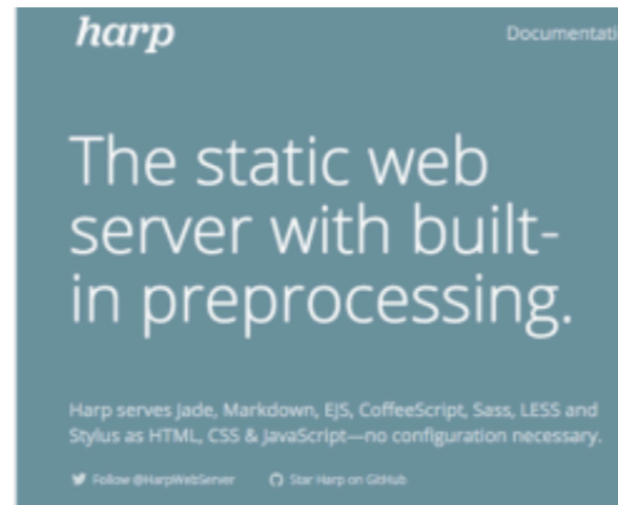 harp
Documentati
The static web
server with built-
in preprocessing.
Harp serves Jade, Markdown, EJS, CoffeeScript, Sass, LESS and
Stylus as HTML, CSS & JavaScript—no configuration necessary.
Follow @HarpWebServer Star Harp on GitHub